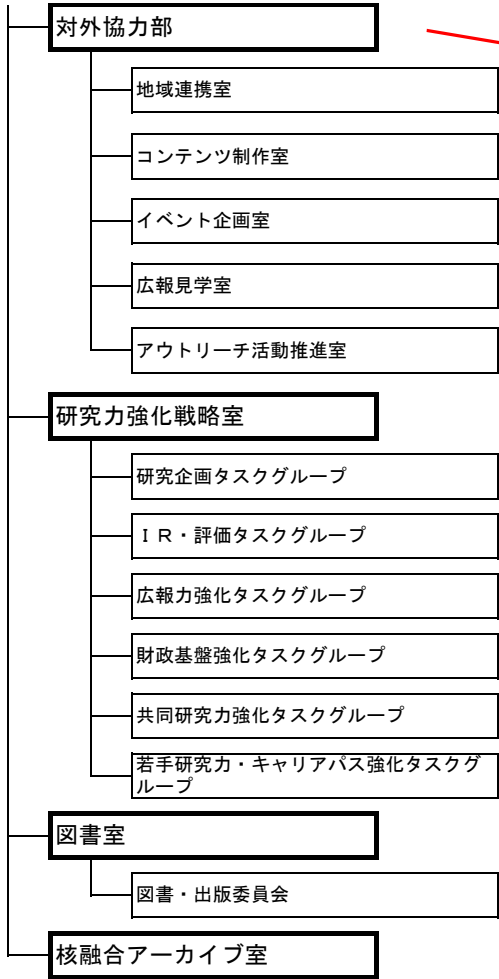 対外協力部
地域連携室
コンテンツ制作室
イベント企画室
広報見学室
アウトリーチ活動推進室
研究力強化戦略室
研究企画タスクグループ
ＩＲ・評価タスクグループ
広報力強化タスクグループ
財政基盤強化タスクグループ
共同研究力強化タスクグループ
若手研究力・キャリアパス強化タスクグ
ループ
図書室
図書・出版委員会
核融合アーカイブ室